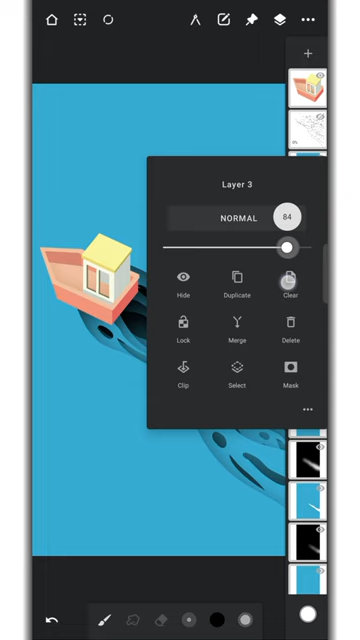 Layer 3
NORMAL
84
Hide
Duplicate
Clear
Lock
Merge
Delete
Clip
Select
Mask